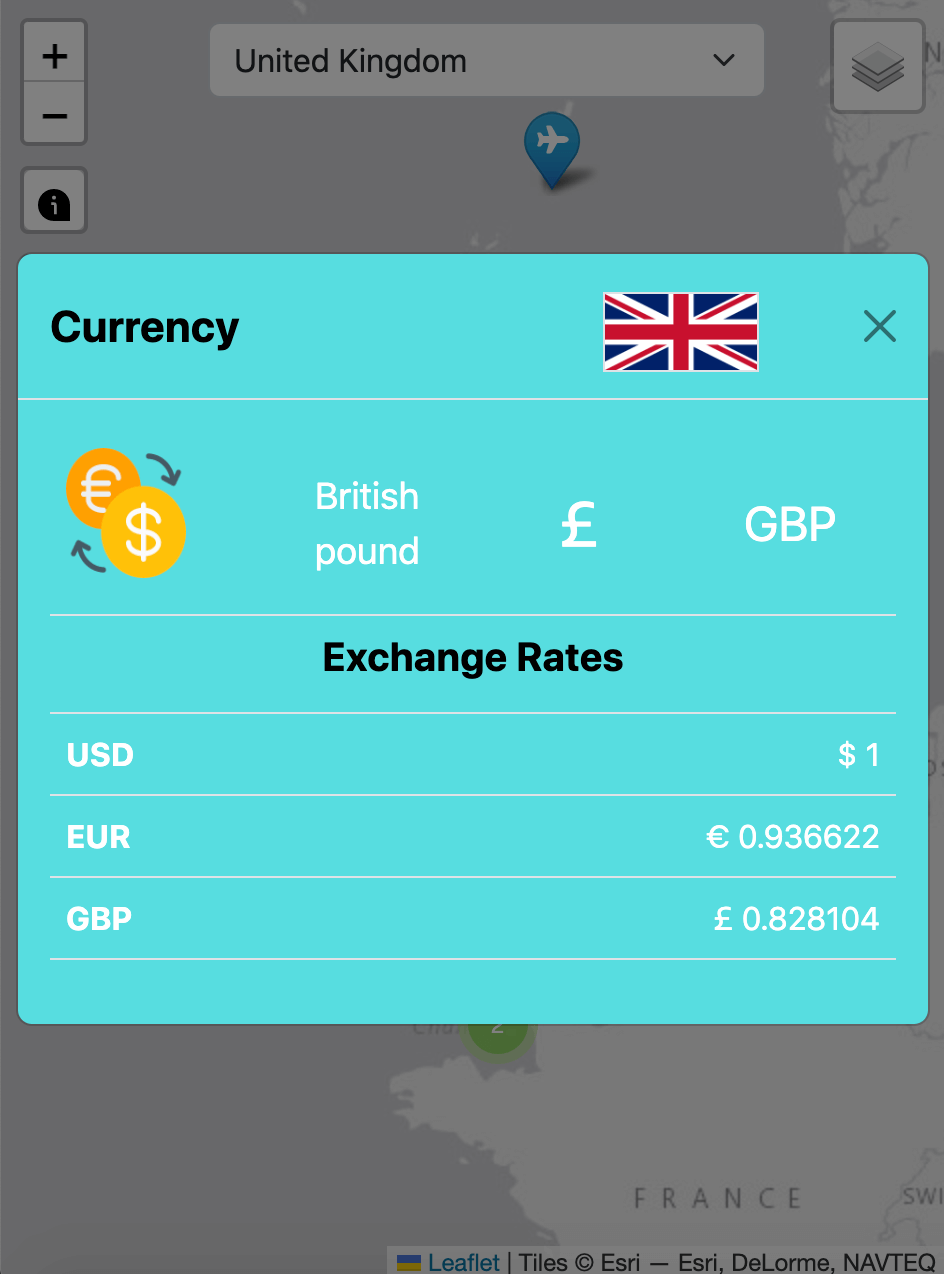 +
United Kingdom
N
−
i
Currency
€
$
British
pound
£
GBP
Exchange Rates
USD
$ 1
EUR
€ 0.936622
GBP
£ 0.828104
2
FRANCE
SWI
Leaflet | Tiles © Esri — Esri, DeLorme, NAVTEQ